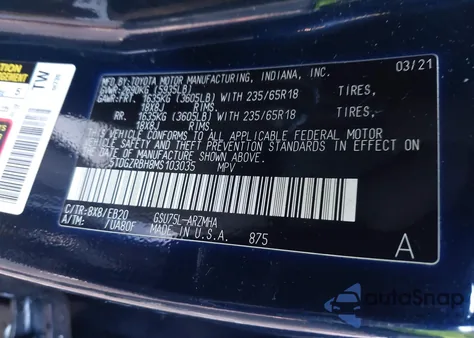 MFD. BY: TOYOTA MOTOR MANUFACTURING, INDIANA, INC. 03/21
GVWR: 2690KG (5935LB)
GAWR: FRT. 1635KG (3605LB) WITH 235/65R18 TIRES,
18X8J RIMS,
RR. 1635KG (3605LB) WITH 235/65R18 TIRES,
18X8J RIMS.
THIS VEHICLE CONFORMS TO ALL APPLICABLE FEDERAL MOTOR
VEHICLE SAFETY AND THEFT PREVENTION STANDARDS IN EFFECT
ON THE DATE OF MANUFACTURE SHOWN ABOVE.
5TDGZRBH8MS103035 MPV
C/TR: 8X8/EB20 GSU75L-ARZMHA
A/TM: /UA80F MADE IN U.S.A. 875 A
TW
5
autoSnap